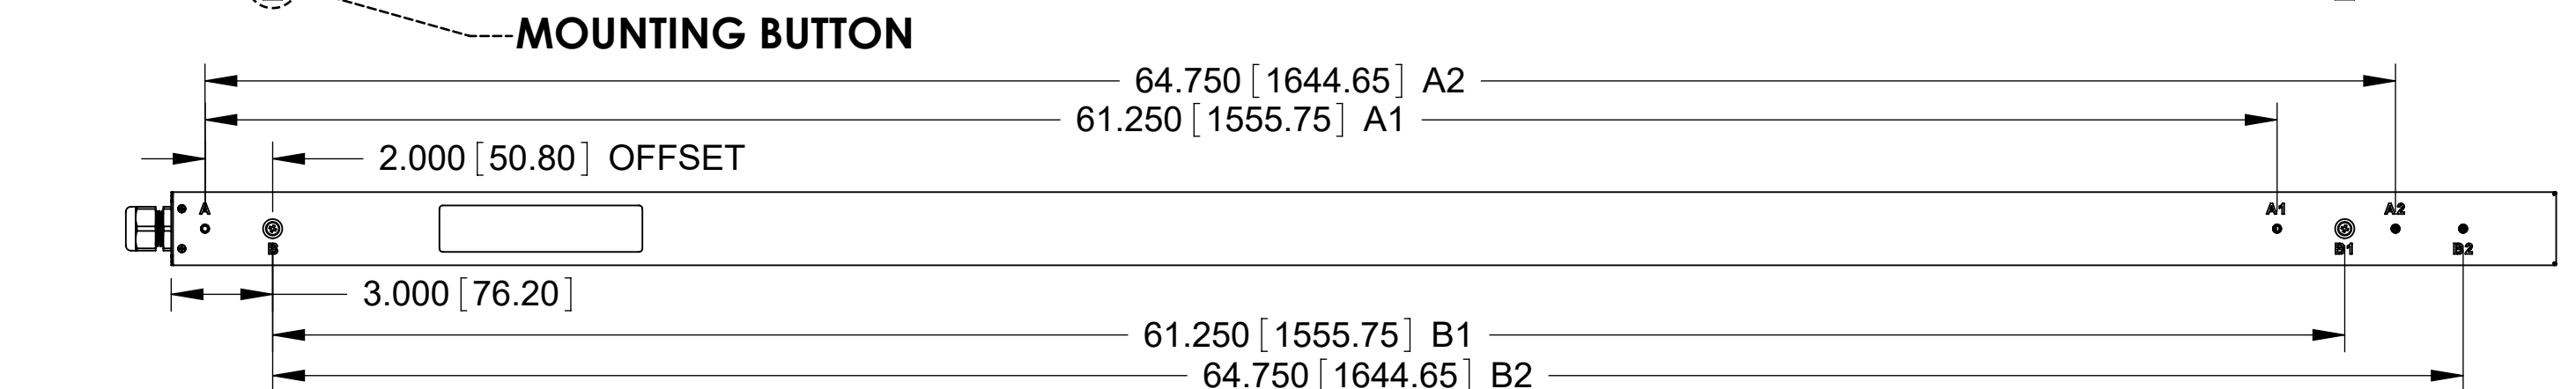 MOUNTING BUTTON
64.750 [1644.65] A2
61.250 [1555.75] A1
2.000 [50.80] OFFSET
A A1 A2
B B1 B2
3.000 [76.20]
61.250 [1555.75] B1
64.750 [1644.65] B2